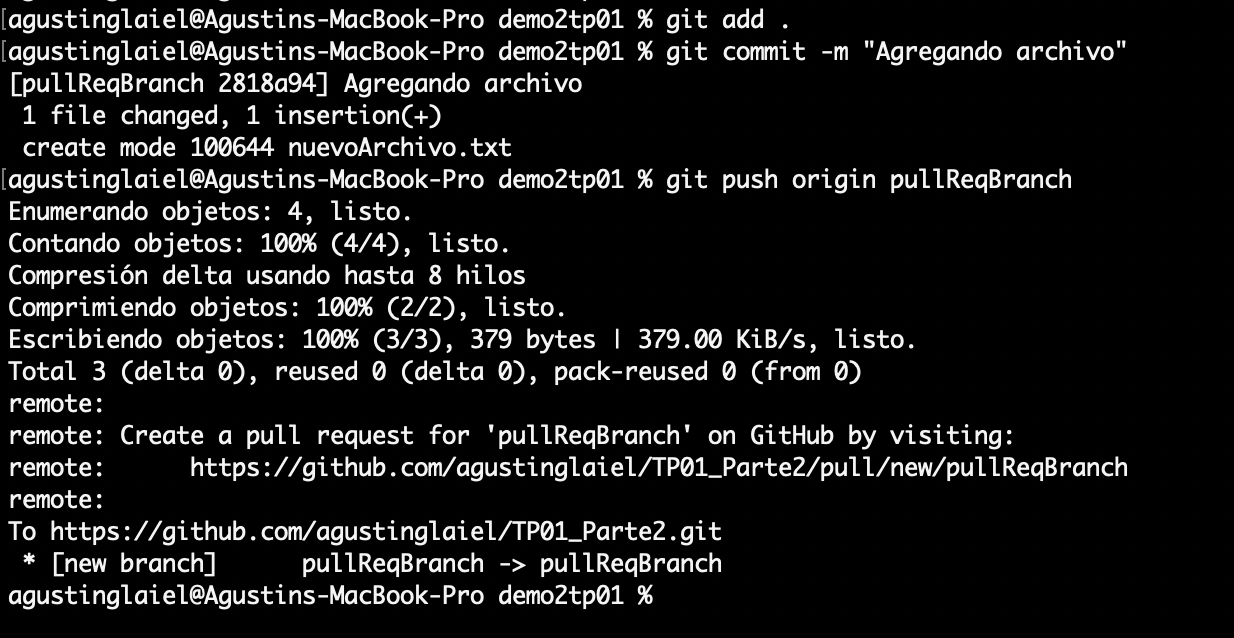 [agustinglaiel@Agustins-MacBook-Pro demo2tp01 % git add .
[agustinglaiel@Agustins-MacBook-Pro demo2tp01 % git commit -m "Agregando archivo"
[pullReqBranch 2818a94] Agregando archivo
 1 file changed, 1 insertion(+)
 create mode 100644 nuevoArchivo.txt
[agustinglaiel@Agustins-MacBook-Pro demo2tp01 % git push origin pullReqBranch
Enumerando objetos: 4, listo.
Contando objetos: 100% (4/4), listo.
Compresión delta usando hasta 8 hilos
Comprimiendo objetos: 100% (2/2), listo.
Escribiendo objetos: 100% (3/3), 379 bytes | 379.00 KiB/s, listo.
Total 3 (delta 0), reused 0 (delta 0), pack-reused 0 (from 0)
remote:
remote: Create a pull request for 'pullReqBranch' on GitHub by visiting:
remote:      https://github.com/agustinglaiel/TP01_Parte2/pull/new/pullReqBranch
remote:
To https://github.com/agustinglaiel/TP01_Parte2.git
 * [new branch]      pullReqBranch -> pullReqBranch
agustinglaiel@Agustins-MacBook-Pro demo2tp01 %